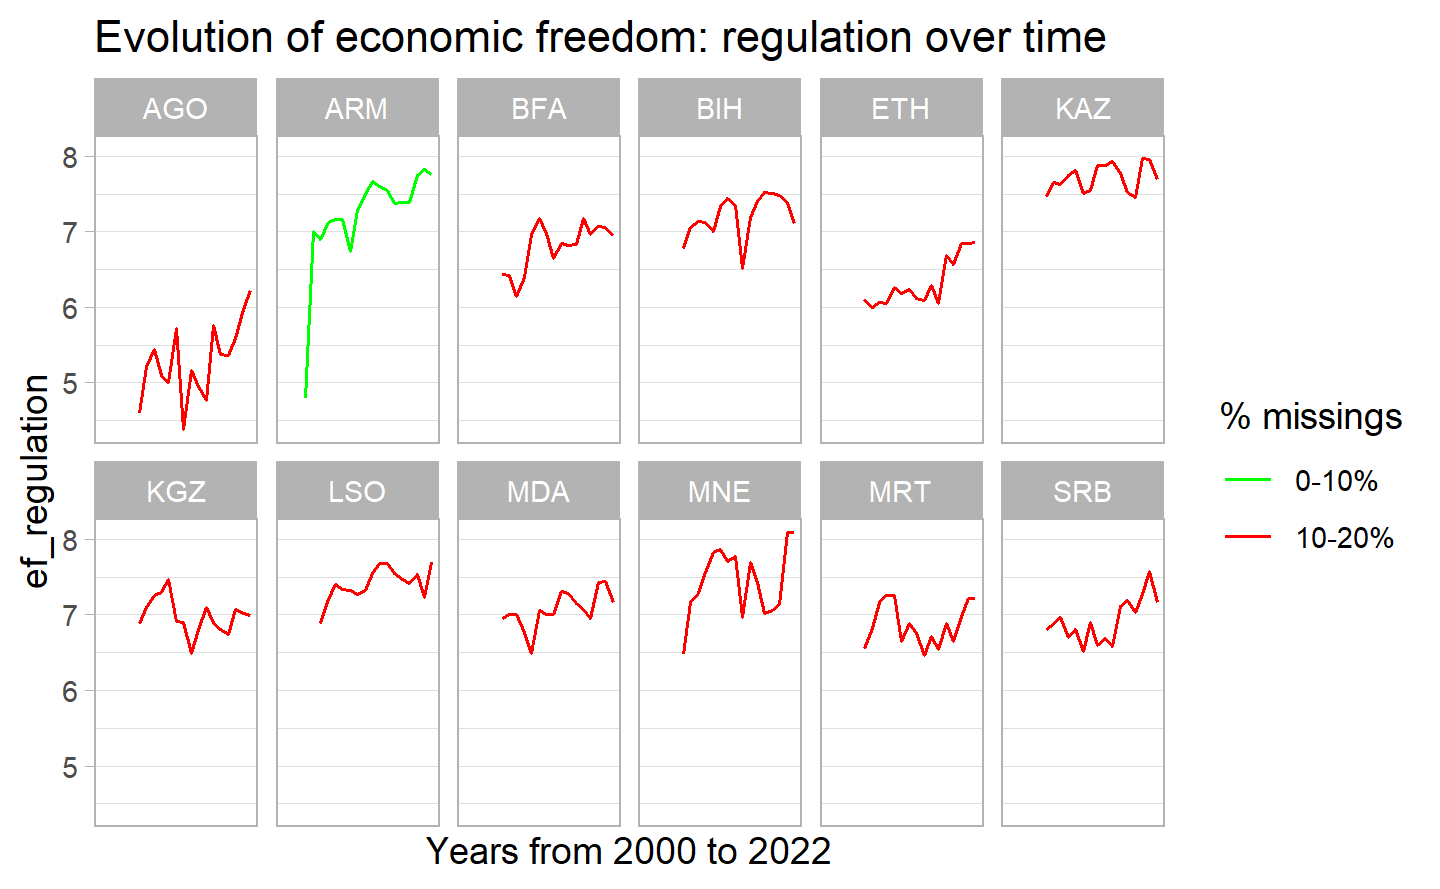 Evolution of economic freedom: regulation over time
AGO ARM BFA BIH ETH KAZ
8
7
6
5
KGZ LSO MDA MNE MRT SRB
8
7
6
5
ef_regulation
Years from 2000 to 2022
% missings
0-10%
10-20%